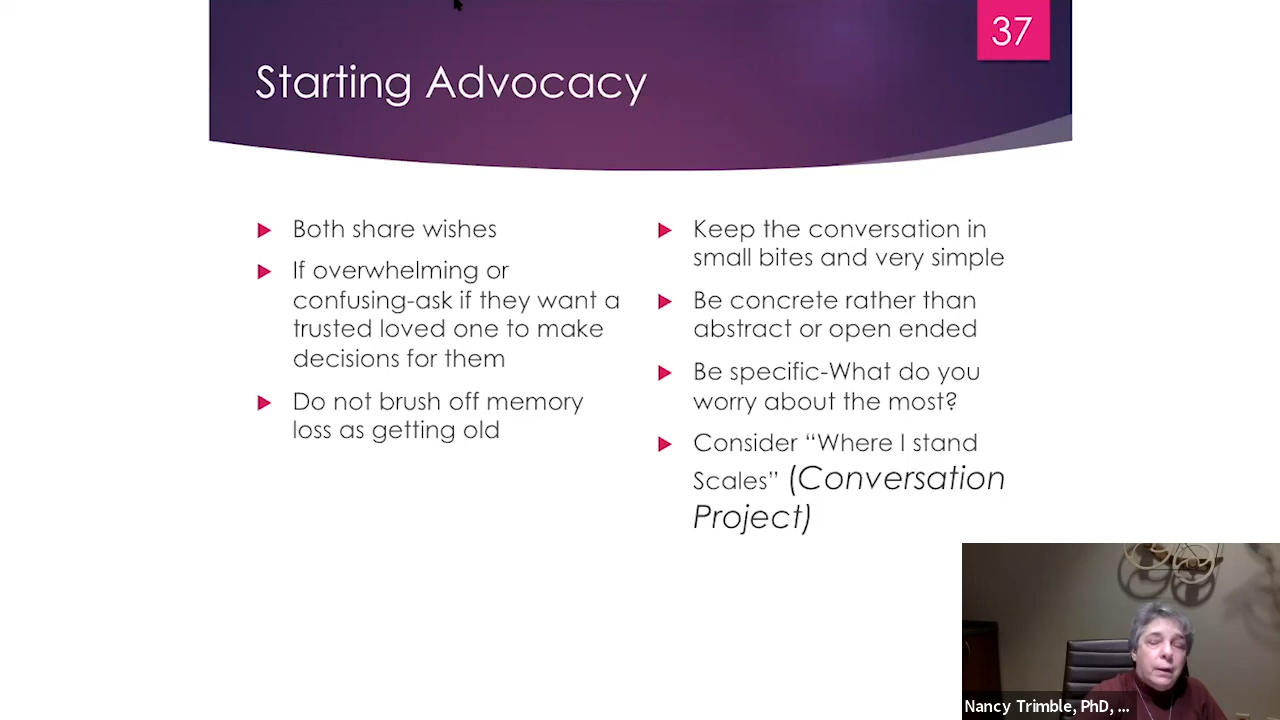 37
Starting Advocacy
Both share wishes
If overwhelming or
confusing-ask if they want a
trusted loved one to make
decisions for them
Do not brush off memory
loss as getting old
Keep the conversation in
small bites and very simple
Be concrete rather than
abstract or open ended
Be specific-What do you
worry about the most?
Consider “Where I stand
Scales” (Conversation
Project)
Nancy Trimble, PhD, ...